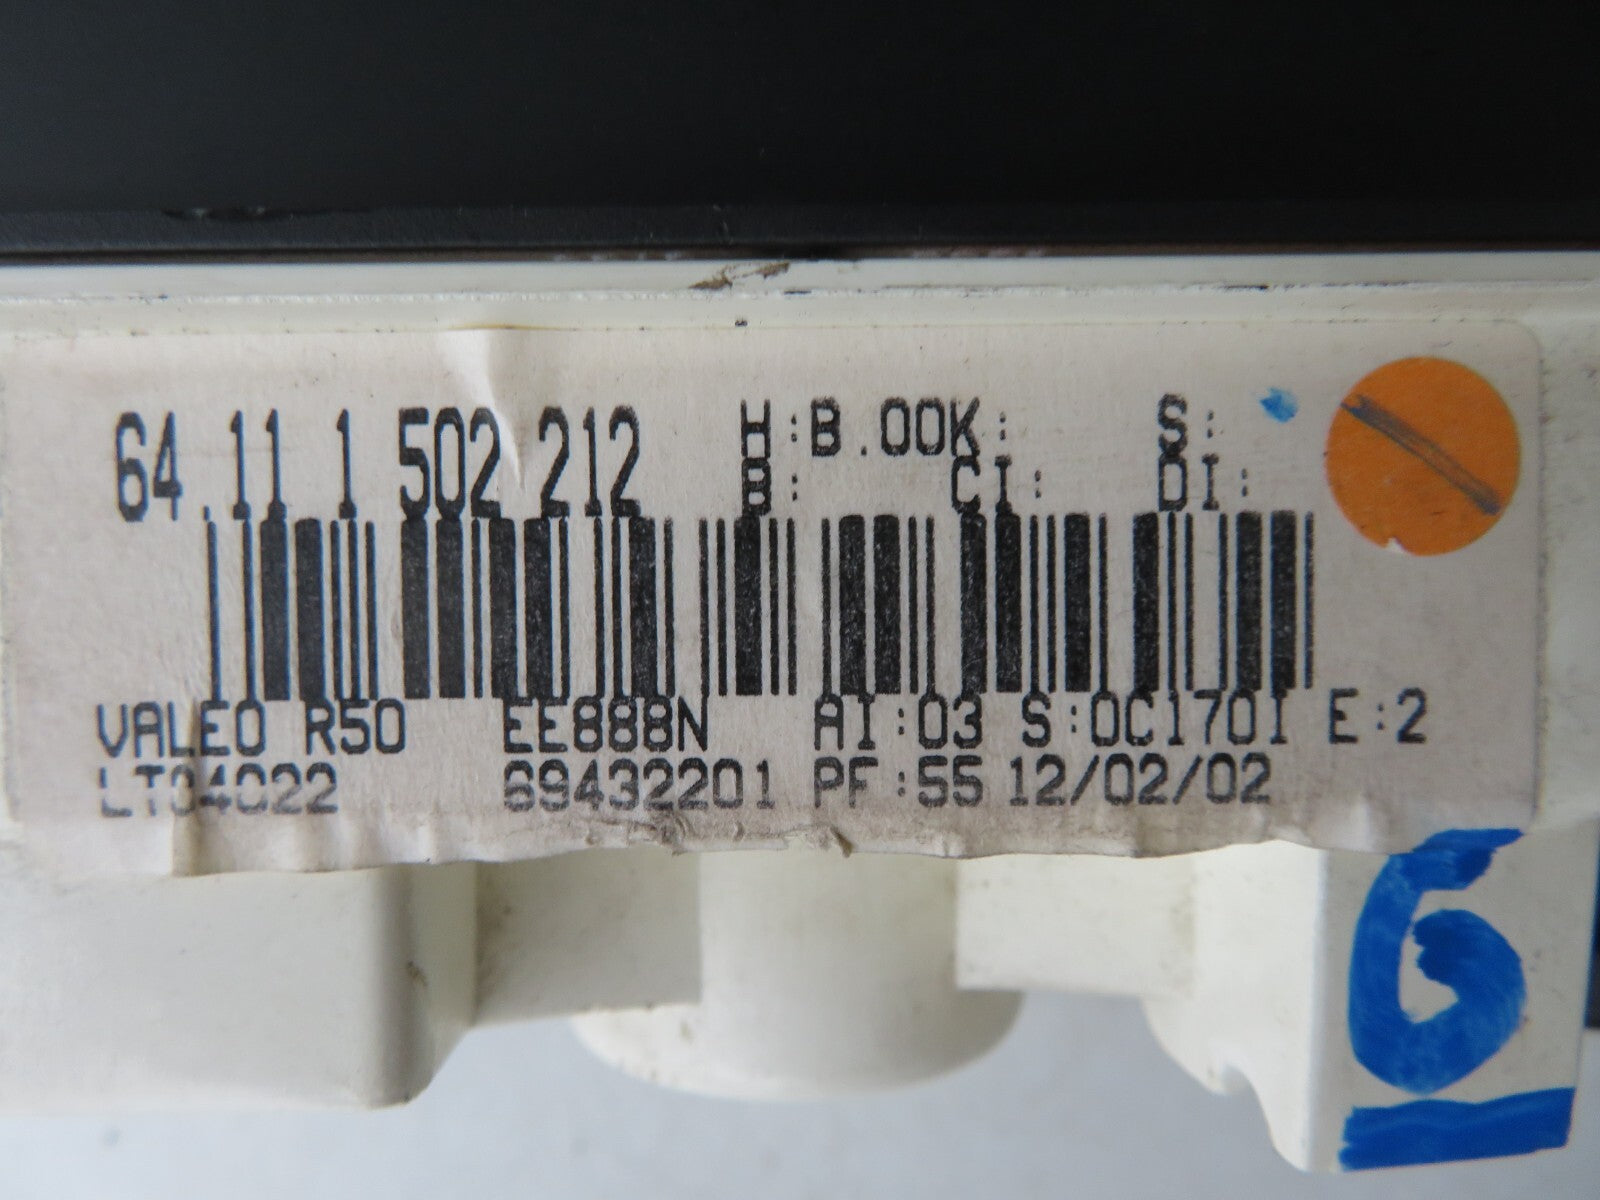 64.11 1 502 212 H:B.00K: S:
B: CI: DI:
VALEO R50 EE888N AI:03 S:0C170I E:2
LT04022 69432201 PF:55 12/02/02
6